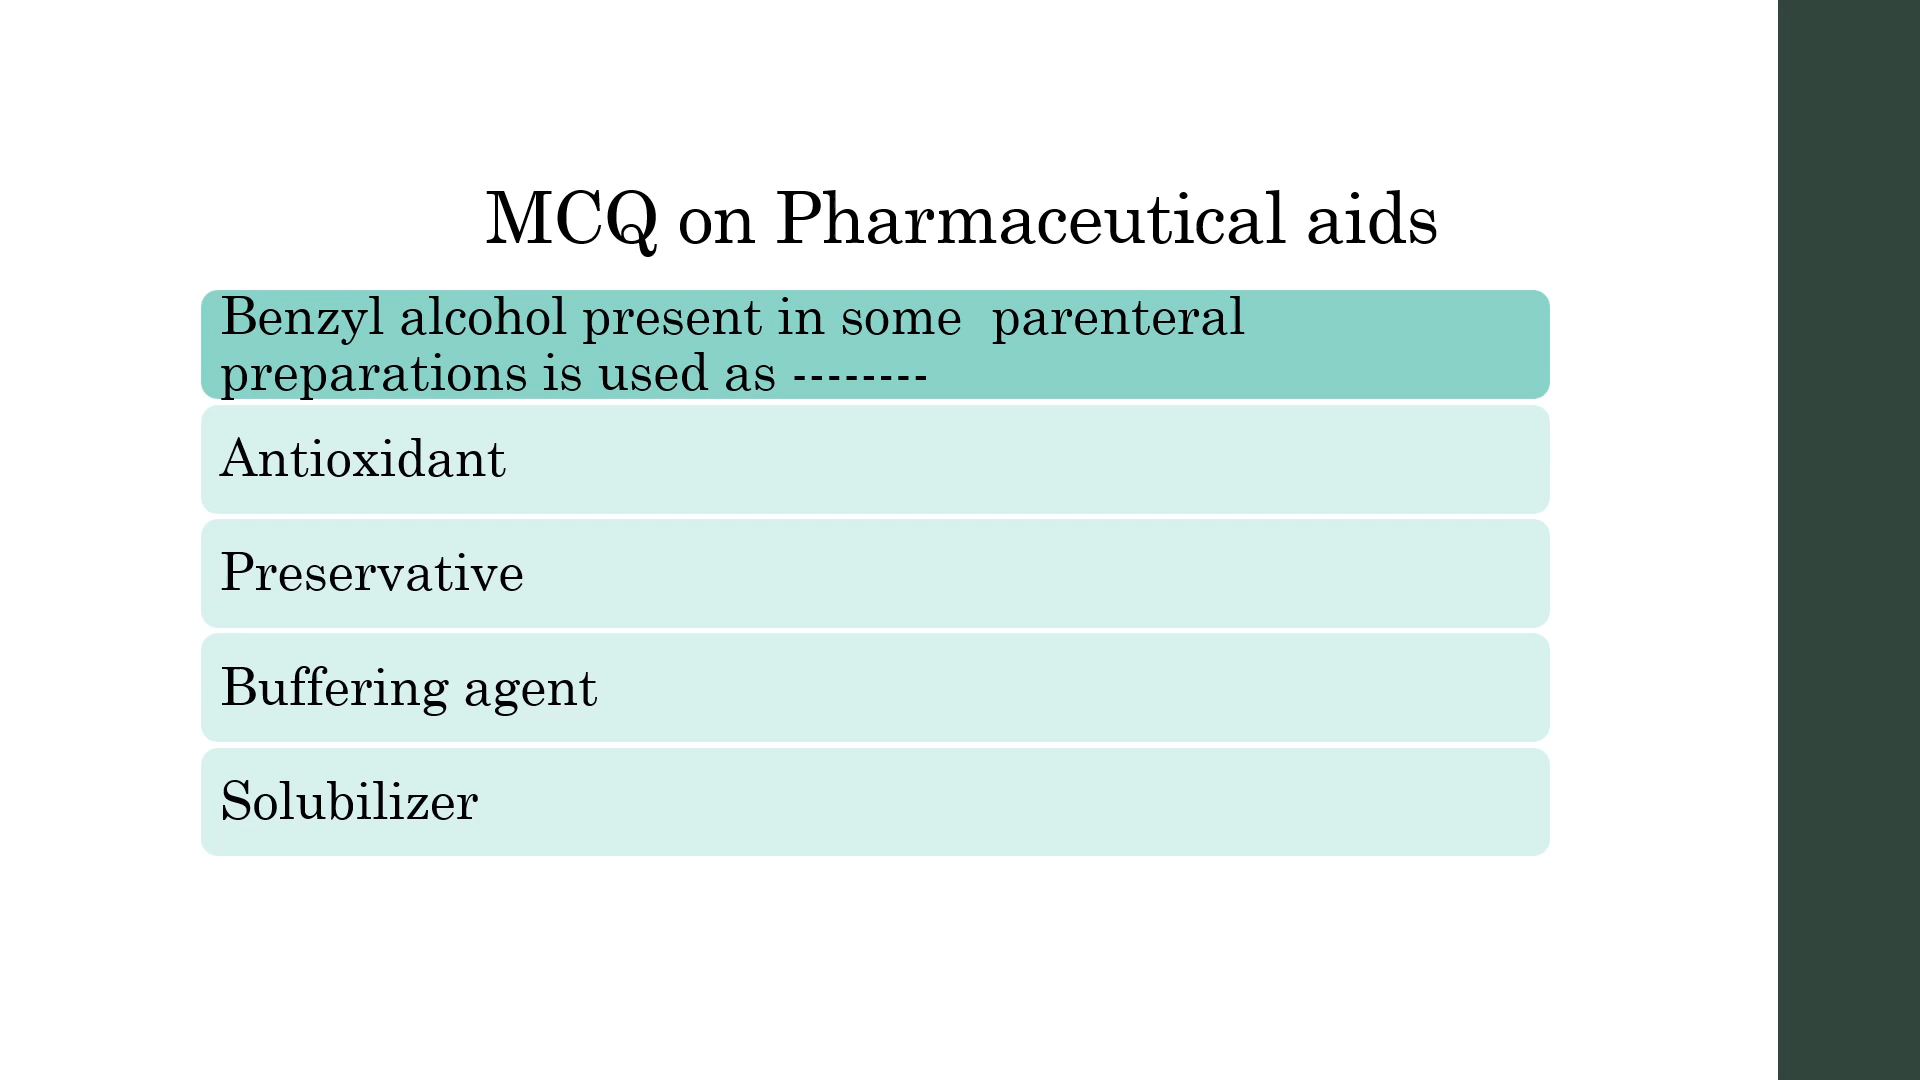 MCQ on Pharmaceutical aids
Benzyl alcohol present in some  parenteral
preparations is used as --------
Antioxidant
Preservative
Buffering agent
Solubilizer